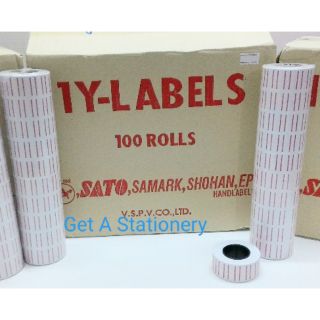 1Y-LABELS
100 ROLLS
,SATO,SAMARK,SHOHAN,EP
HANDLABEL
V.S.P.V.CO.,LTD.
Get A Stationery